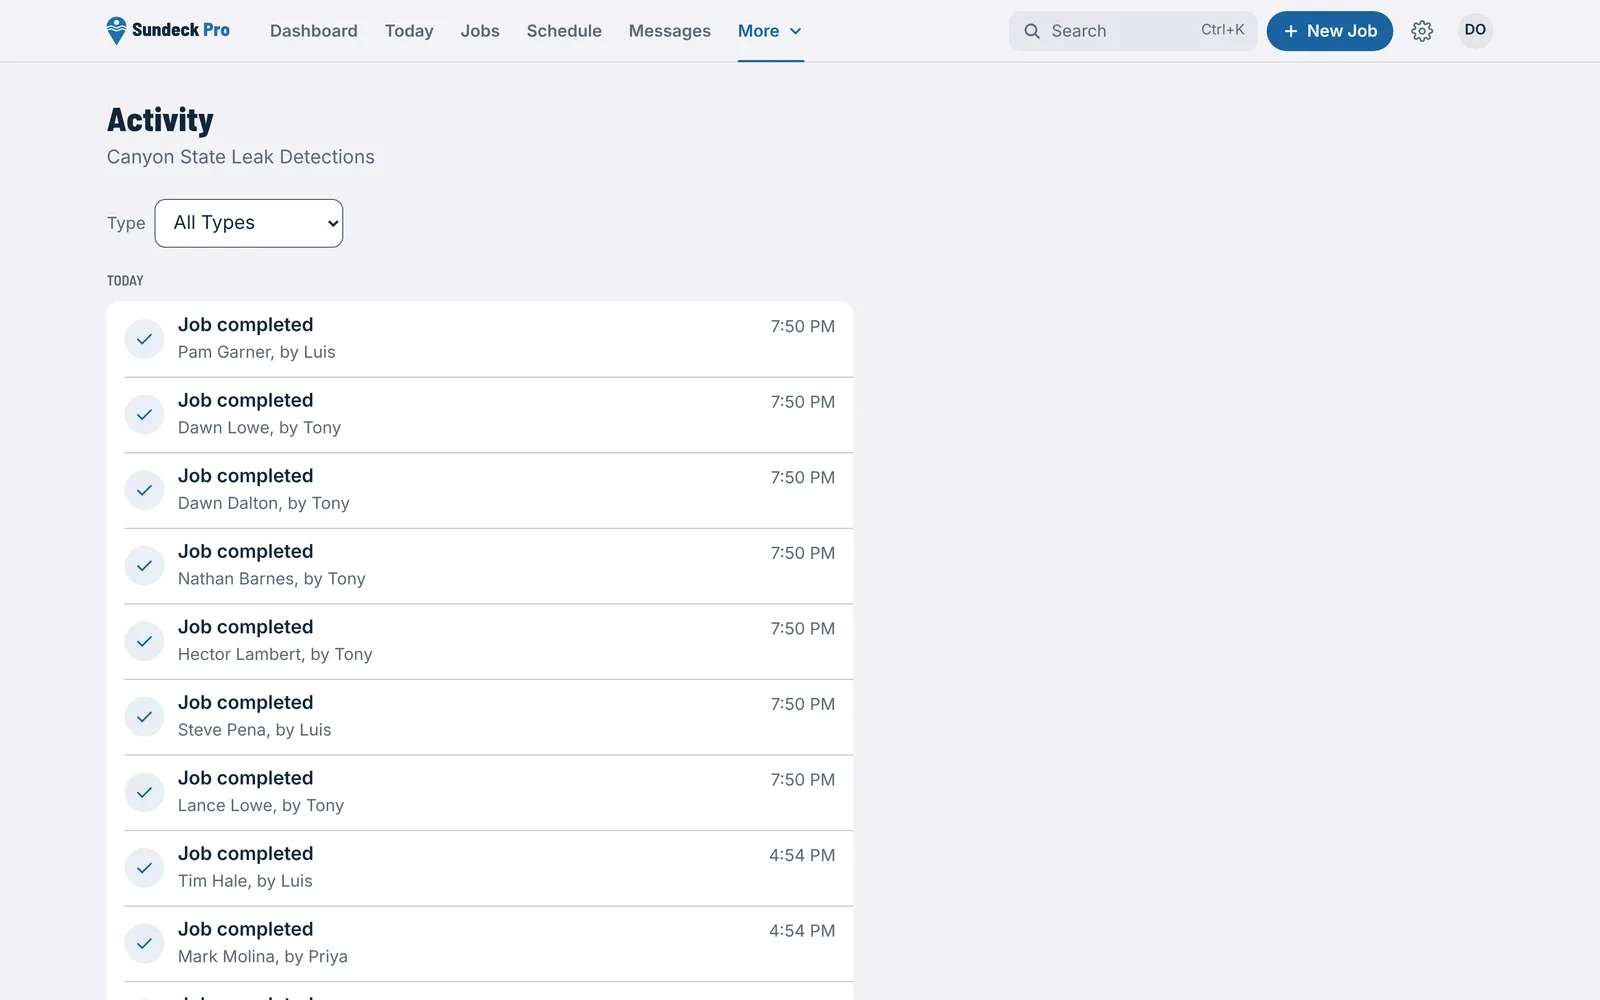 Sundeck Pro Dashboard Today Jobs Schedule Messages More Search Ctrl+K + New Job DO
Activity
Canyon State Leak Detections
Type All Types
TODAY
Job completed 7:50 PM
Pam Garner, by Luis
Job completed 7:50 PM
Dawn Lowe, by Tony
Job completed 7:50 PM
Dawn Dalton, by Tony
Job completed 7:50 PM
Nathan Barnes, by Tony
Job completed 7:50 PM
Hector Lambert, by Tony
Job completed 7:50 PM
Steve Pena, by Luis
Job completed 7:50 PM
Lance Lowe, by Tony
Job completed 4:54 PM
Tim Hale, by Luis
Job completed 4:54 PM
Mark Molina, by Priya